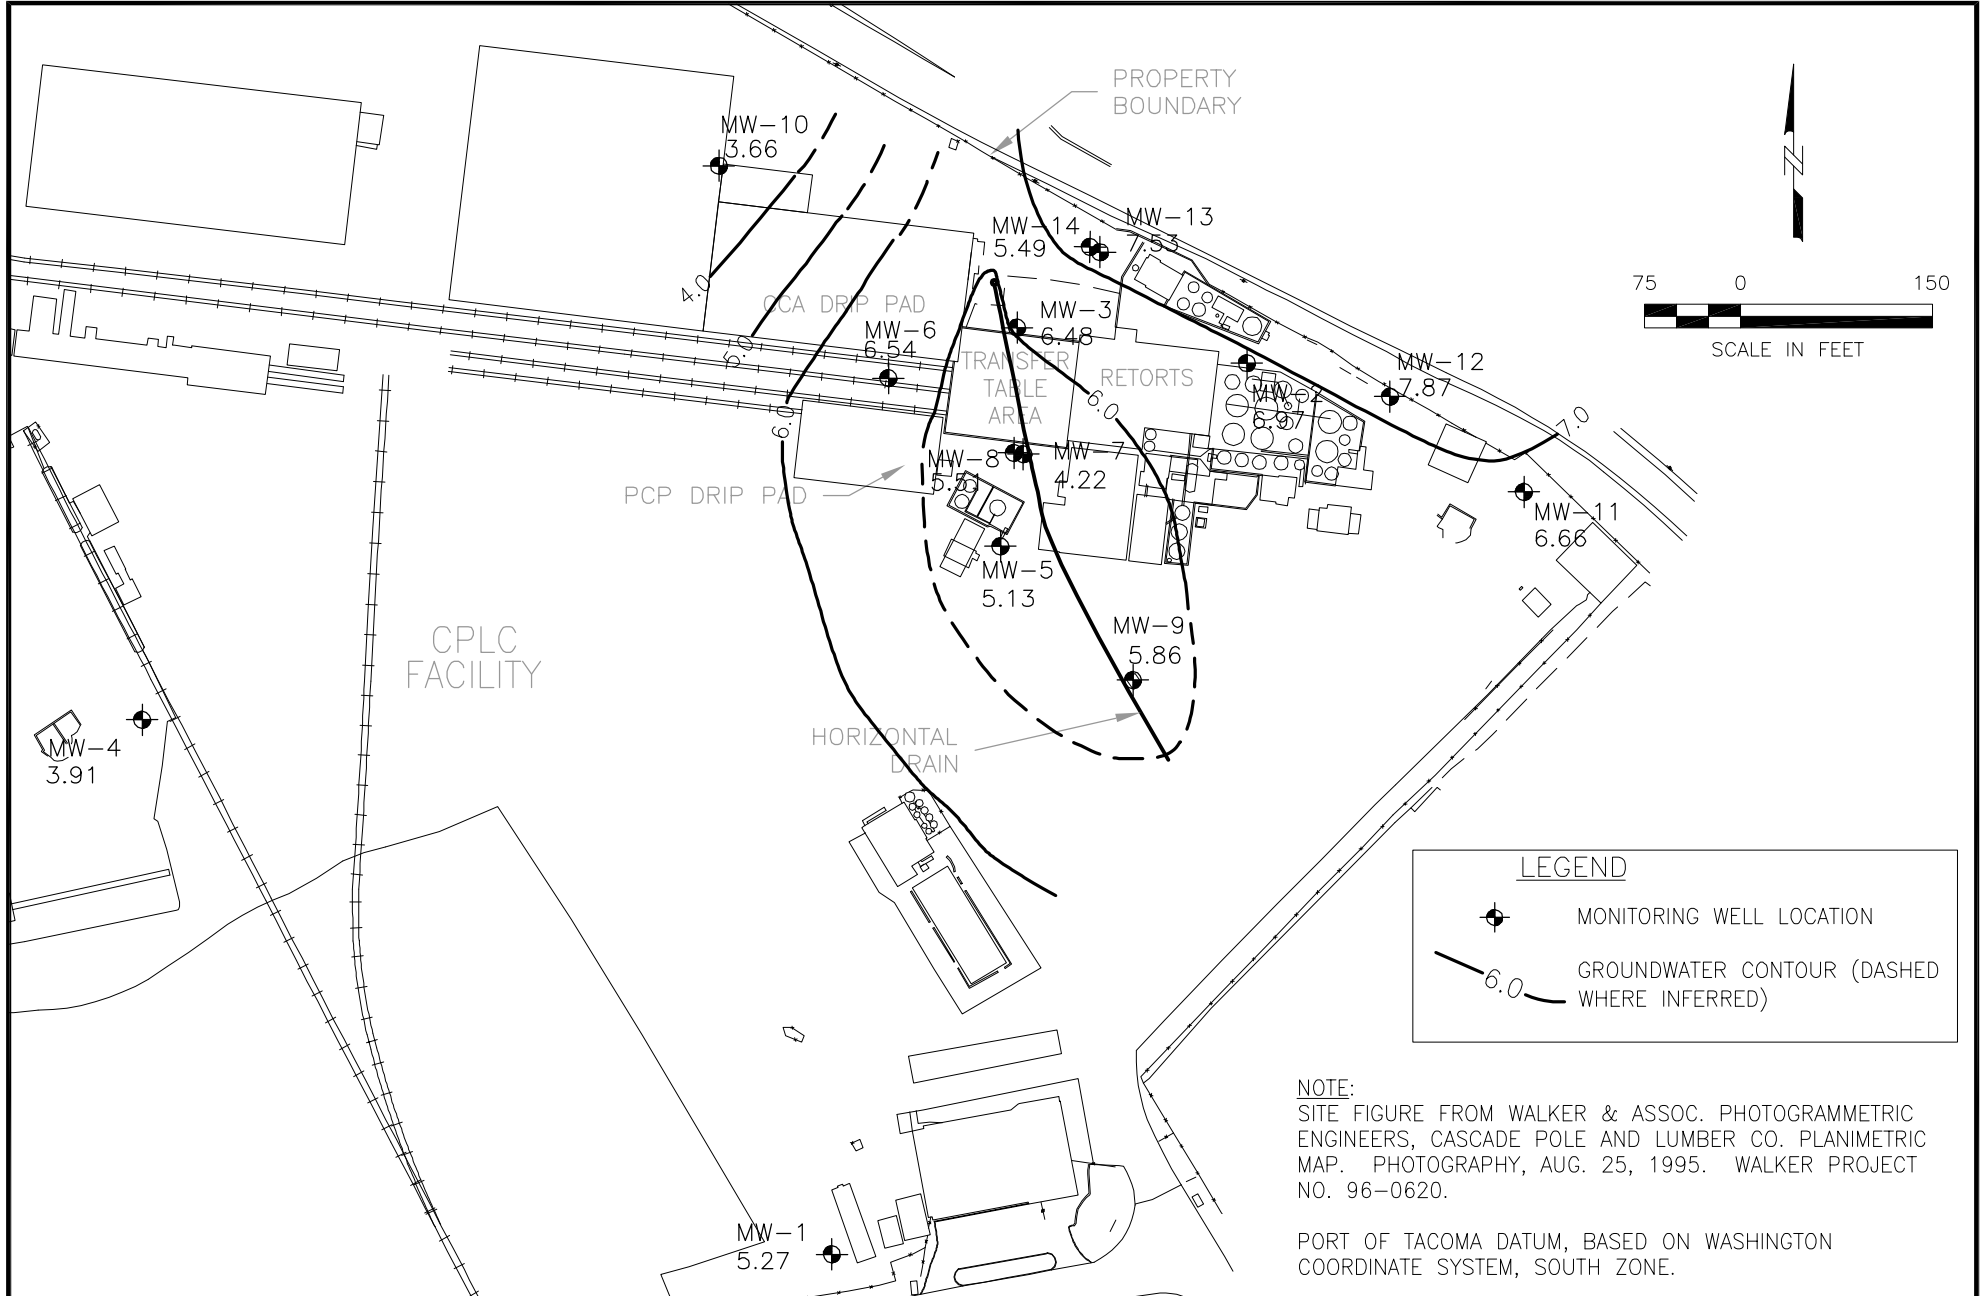 PROPERTY
BOUNDARY
MW-10
3.66
MW-14
5.49
MW-13
7.53
75 0 150
SCALE IN FEET
4.0
CCA DRIP PAD
MW-3
6.48
MW-6
6.54
5.0
TRANSFER
TABLE
AREA
RETORTS
MW-12
7.87
MW-2
6.97
6.0
6.0
7.0
MW-8
MW-7
4.22
PCP DRIP PAD
MW-11
6.66
MW-5
5.13
CPLC
FACILITY
MW-9
5.86
HORIZONTAL
DRAIN
MW-4
3.91
LEGEND
MONITORING WELL LOCATION
6.0
GROUNDWATER CONTOUR (DASHED
WHERE INFERRED)
NOTE:
SITE FIGURE FROM WALKER & ASSOC. PHOTOGRAMMETRIC
ENGINEERS, CASCADE POLE AND LUMBER CO. PLANIMETRIC
MAP. PHOTOGRAPHY, AUG. 25, 1995. WALKER PROJECT
NO. 96-0620.
PORT OF TACOMA DATUM, BASED ON WASHINGTON
COORDINATE SYSTEM, SOUTH ZONE.
MW-1
5.27
N